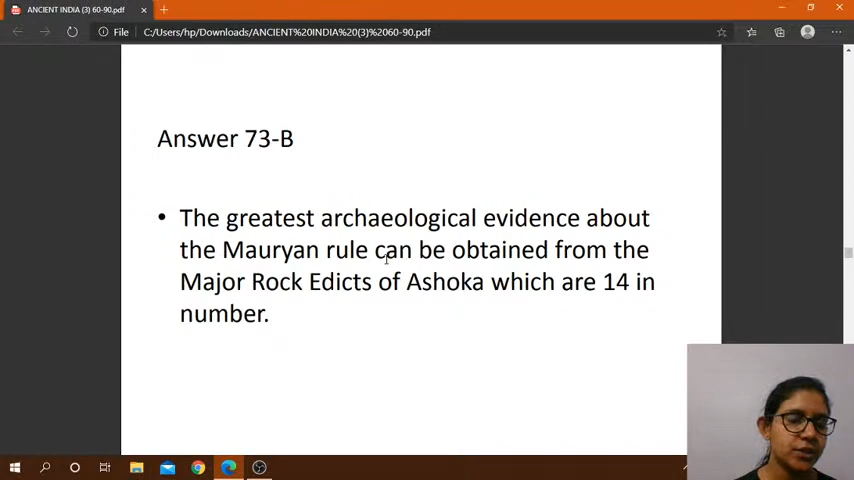 ANCIENT INDIA (3) 60-90.pdf
File
C:/Users/hp/Downloads/ANCIENT%20INDIA%20(3)%2060-90.pdf
Answer 73-B
• The greatest archaeological evidence about
the Mauryan rule can be obtained from the
Major Rock Edicts of Ashoka which are 14 in
number.